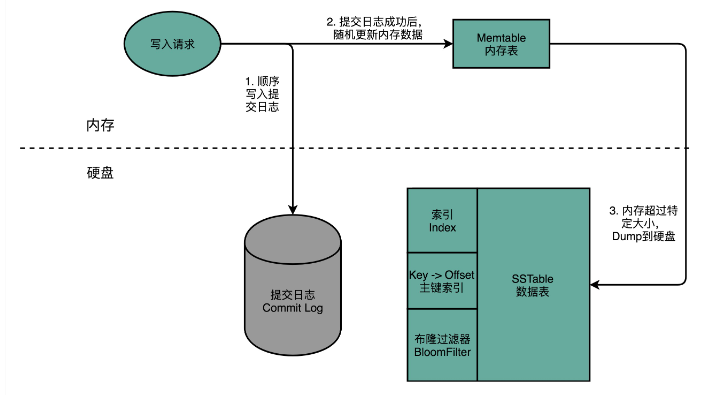 写入请求
2. 提交日志成功后，
随机更新内存数据
Memtable
内存表
1. 顺序
写入提
交日志
内存
硬盘
索引
Index
Key -> Offset
主键索引
布隆过滤器
BloomFilter
SSTable
数据表
3. 内存超过特
定大小，
Dump到硬盘
提交日志
Commit Log